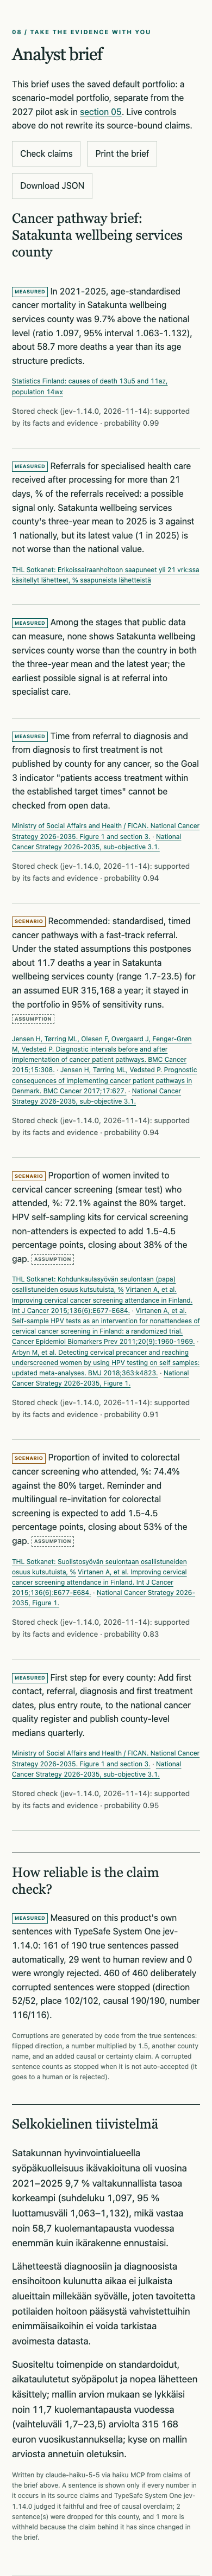 08 / TAKE THE EVIDENCE WITH YOU
Analyst brief
This brief uses the saved default portfolio: a
scenario-model portfolio, separate from the
2027 pilot ask in section 05. Live controls
above do not rewrite its source-bound claims.
Check claims
Print the brief
Download JSON
Cancer pathway brief:
Satakunta wellbeing services
county
MEASURED In 2021-2025, age-standardised
cancer mortality in Satakunta wellbeing
services county was 9.7% above the national
level (ratio 1.097, 95% interval 1.063-1.132),
about 58.7 more deaths a year than its age
structure predicts.
Statistics Finland: causes of death 13u5 and 11az,
population 14wx
Stored check (jev-1.14.0, 2026-11-14): supported
by its facts and evidence · probability 0.99
MEASURED Referrals for specialised health care
received after processing for more than 21
days, % of the referrals received: a possible
signal only. Satakunta wellbeing services
county's three-year mean to 2025 is 3 against
1 nationally, but its latest value (1 in 2025) is
not worse than the national value.
THL Sotkanet: Erikoissairaanhoitoon saapuneet yli 21 vrk:ssa
käsitellyt lähetteet, % saapuneista lähetteistä
MEASURED Among the stages that public data
can measure, none shows Satakunta wellbeing
services county worse than the country in both
the three-year mean and the latest year; the
earliest possible signal is at referral into
specialist care.
MEASURED Time from referral to diagnosis and
from diagnosis to first treatment is not
published by county for any cancer, so the Goal
3 indicator "patients access treatment within
the established target times" cannot be
checked from open data.
Ministry of Social Affairs and Health / FICAN. National Cancer
Strategy 2026-2035. Figure 1 and section 3. · National
Cancer Strategy 2026-2035, sub-objective 3.1.
Stored check (jev-1.14.0, 2026-11-14): supported
by its facts and evidence · probability 0.94
SCENARIO Recommended: standardised, timed
cancer pathways with a fast-track referral.
Under the stated assumptions this postpones
about 11.7 deaths a year in Satakunta
wellbeing services county (range 1.7-23.5) for
an assumed EUR 315,168 a year; it stayed in
the portfolio in 95% of sensitivity runs.
ASSUMPTION
Jensen H, Tørring ML, Olesen F, Overgaard J, Fenger-Grøn
M, Vedsted P. Diagnostic intervals before and after
implementation of cancer patient pathways. BMC Cancer
2015;15:308. · Jensen H, Tørring ML, Vedsted P. Prognostic
consequences of implementing cancer patient pathways in
Denmark. BMC Cancer 2017;17:627. · National Cancer
Strategy 2026-2035, sub-objective 3.1.
Stored check (jev-1.14.0, 2026-11-14): supported
by its facts and evidence · probability 0.94
SCENARIO Proportion of women invited to
cervical cancer screening (smear test) who
attended, %: 72.1% against the 80% target.
HPV self-sampling kits for cervical screening
non-attenders is expected to add 1.5-4.5
percentage points, closing about 38% of the
gap. ASSUMPTION
THL Sotkanet: Kohdunkaulasyövän seulontaan (papa)
osallistuneiden osuus kutsutuista, % Virtanen A, et al.
Improving cervical cancer screening attendance in Finland.
Int J Cancer 2015;136(6):E677-E684. · Virtanen A, et al.
Self-sample HPV tests as an intervention for nonattendees of
cervical cancer screening in Finland: a randomized trial.
Cancer Epidemiol Biomarkers Prev 2011;20(9):1960-1969. ·
Arbyn M, et al. Detecting cervical precancer and reaching
underscreened women by using HPV testing on self samples:
updated meta-analyses. BMJ 2018;363:k4823. · National
Cancer Strategy 2026-2035, Figure 1.
Stored check (jev-1.14.0, 2026-11-14): supported
by its facts and evidence · probability 0.91
SCENARIO Proportion of invited to colorectal
cancer screening who attended, %: 74.4%
against the 80% target. Reminder and
multilingual re-invitation for colorectal
screening is expected to add 1.5-4.5
percentage points, closing about 53% of the
gap. ASSUMPTION
THL Sotkanet: Suolistosyövän seulontaan osallistuneiden
osuus kutsutuista, % Virtanen A, et al. Improving cervical
cancer screening attendance in Finland. Int J Cancer
2015;136(6):E677-E684. · National Cancer Strategy 2026-
2035, Figure 1.
Stored check (jev-1.14.0, 2026-11-14): supported
by its facts and evidence · probability 0.83
MEASURED First step for every county: Add first
contact, referral, diagnosis and first treatment
dates, plus entry route, to the national cancer
quality register and publish county-level
medians quarterly.
Ministry of Social Affairs and Health / FICAN. National Cancer
Strategy 2026-2035. Figure 1 and section 3. · National
Cancer Strategy 2026-2035, sub-objective 3.1.
Stored check (jev-1.14.0, 2026-11-14): supported
by its facts and evidence · probability 0.95
How reliable is the claim
check?
MEASURED Measured on this product's own
sentences with TypeSafe System One jev-
1.14.0: 161 of 190 true sentences passed
automatically, 29 went to human review and 0
were wrongly rejected. 460 of 460 deliberately
corrupted sentences were stopped (direction
52/52, place 102/102, causal 190/190, number
116/116).
Corruptions are generated by code from the true sentences:
flipped direction, a number multiplied by 1.5, another county
name, and an added causal or certainty claim. A corrupted
sentence counts as stopped when it is not auto-accepted (it
goes to a human or is rejected).
Selkokielinen tiivistelmä
Satakunnan hyvinvointialueella
syöpäkuolleisuus ikävakioituna oli vuosina
2021–2025 9,7 % valtakunnallista tasoa
korkeampi (suhdeluku 1,097, 95 %
luottamusväli 1,063–1,132), mikä vastaa
noin 58,7 kuolemantapausta vuodessa
enemmän kuin ikärakenne ennustaisi.
Lähetteestä diagnoosiin ja diagnoosista
ensihoitoon kulunutta aikaa ei julkaista
alueittain millekään syövälle, joten tavoitetta
potilaiden hoitoon pääsystä vahvistettuihin
enimmäisaikoihin ei voida tarkistaa
avoimesta datasta.
Suositeltu toimenpide on standardoidut,
aikataulutetut syöpäpolut ja nopea lähetteen
käsittely; mallin arvion mukaan se lykkäisi
noin 11,7 kuolemantapausta vuodessa
(vaihteluväli 1,7–23,5) arviolta 315 168
euron vuosikustannuksella; kyse on mallin
arviosta annetuin oletuksin.
Written by claude-haiku-5-5 via haiku MCP from claims of
the brief above. A sentence is shown only if every number in
it occurs in its source claims and TypeSafe System One jev-
1.14.0 judged it faithful and free of causal overclaim; 2
sentence(s) were dropped for this county, and 1 more is
withheld because the claim it has since changed in
the brief.